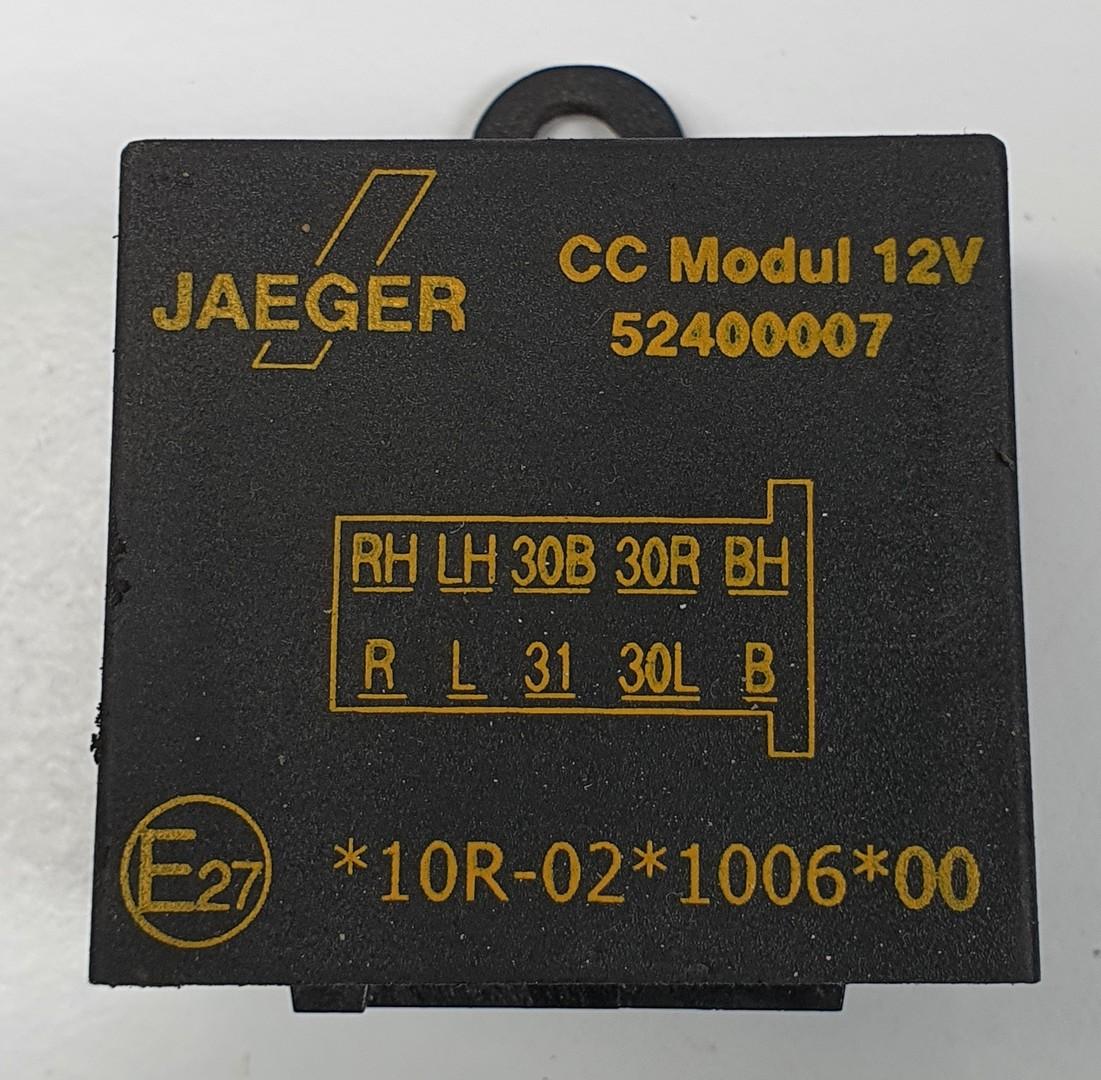 JAEGER
CC Modul 12V
52400007
RH LH 30B 30R BH
R L 31 30L B
E27
*10R-02*1006*00